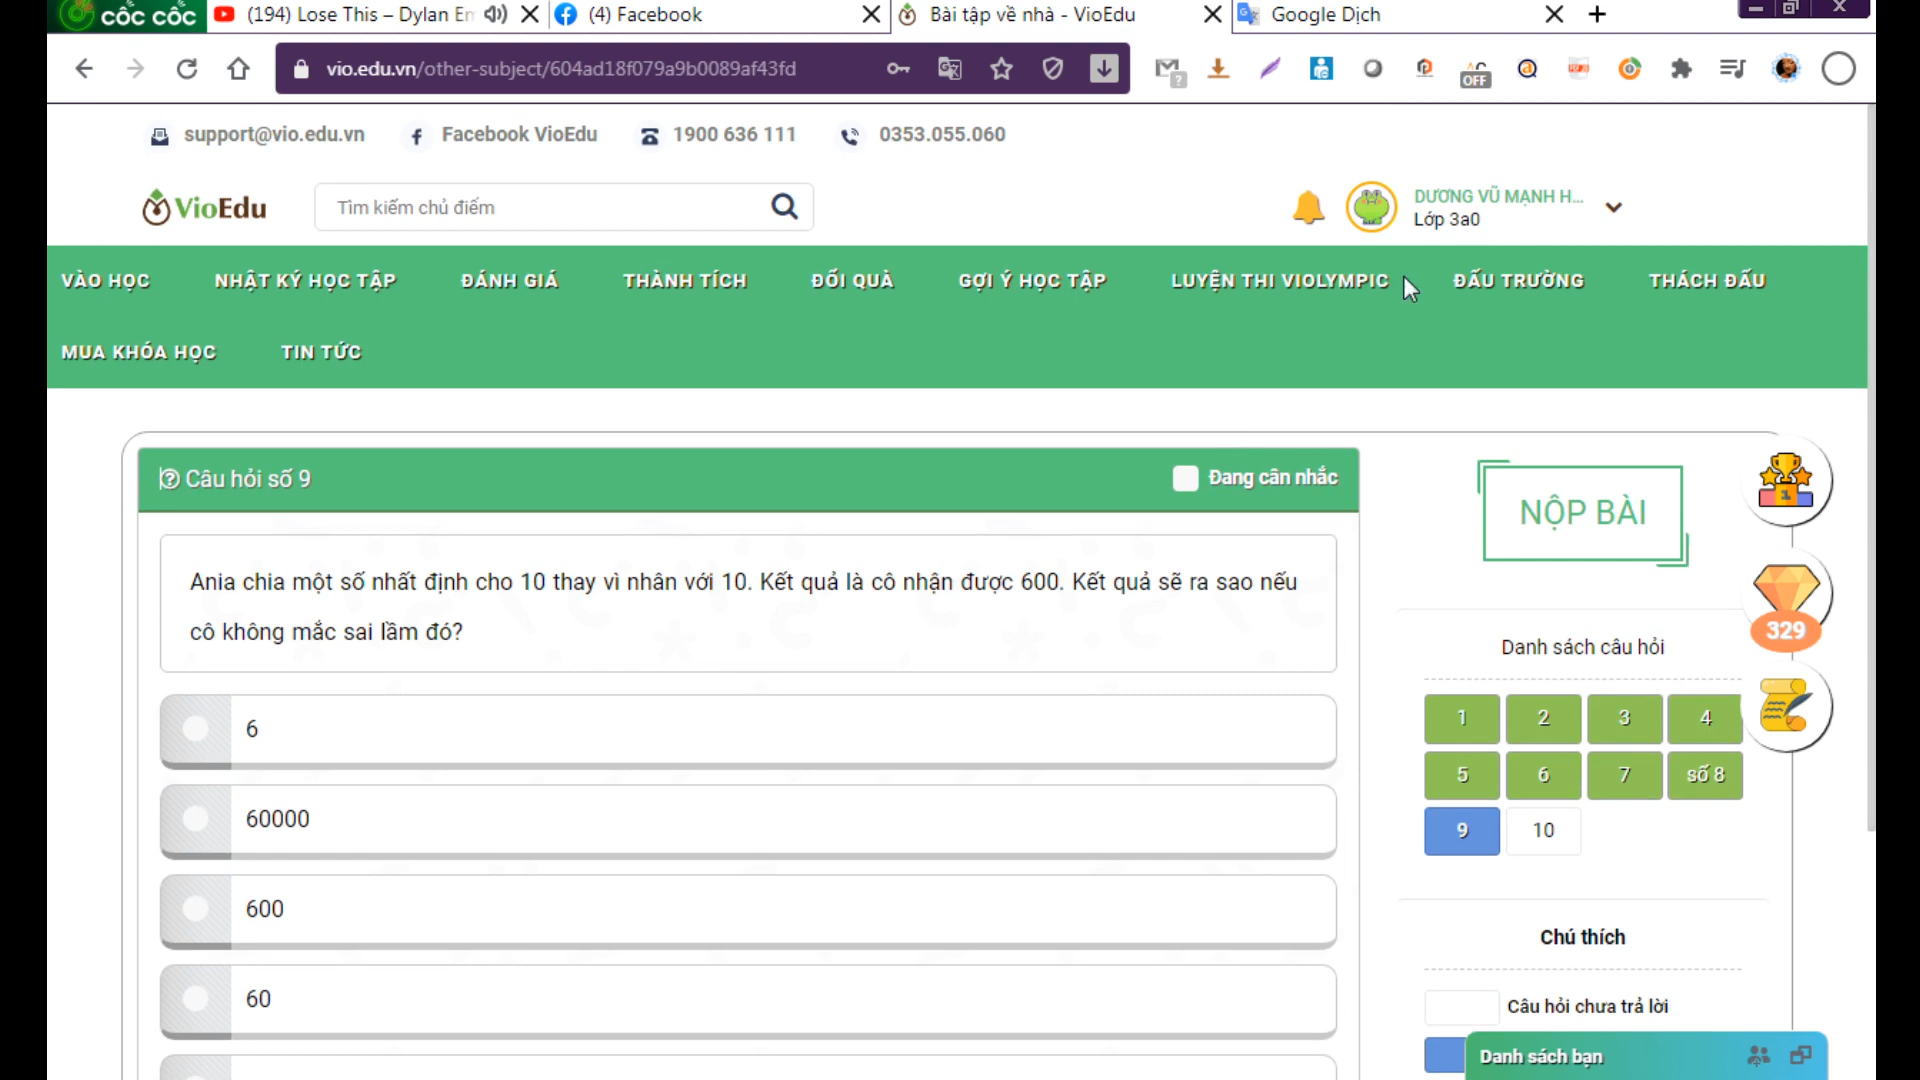 cốc cốc
(194) Lose This – Dylan Em
(4) Facebook
Bài tập về nhà - VioEdu
Google Dịch
vio.edu.vn/other-subject/604ad18f079a9b0089af43fd
OFF
support@vio.edu.vn
Facebook VioEdu
1900 636 111
0353.055.060
VioEdu
Tìm kiếm chủ điểm
DƯƠNG VŨ MẠNH H...
Lớp 3a0
VÀO HỌC
NHẬT KÝ HỌC TẬP
ĐÁNH GIÁ
THÀNH TÍCH
ĐỔI QUÀ
GỢI Ý HỌC TẬP
LUYỆN THI VIOLYMPIC
ĐẤU TRƯỜNG
THÁCH ĐẤU
MUA KHÓA HỌC
TIN TỨC
Câu hỏi số 9
Đang cân nhắc
Ania chia một số nhất định cho 10 thay vì nhân với 10. Kết quả là cô nhận được 600. Kết quả sẽ ra sao nếu
cô không mắc sai lầm đó?
6
60000
600
60
NỘP BÀI
1
329
Danh sách câu hỏi
1 2 3 4
5 6 7 số 8
9 10
Chú thích
Câu hỏi chưa trả lời
Danh sách bạn